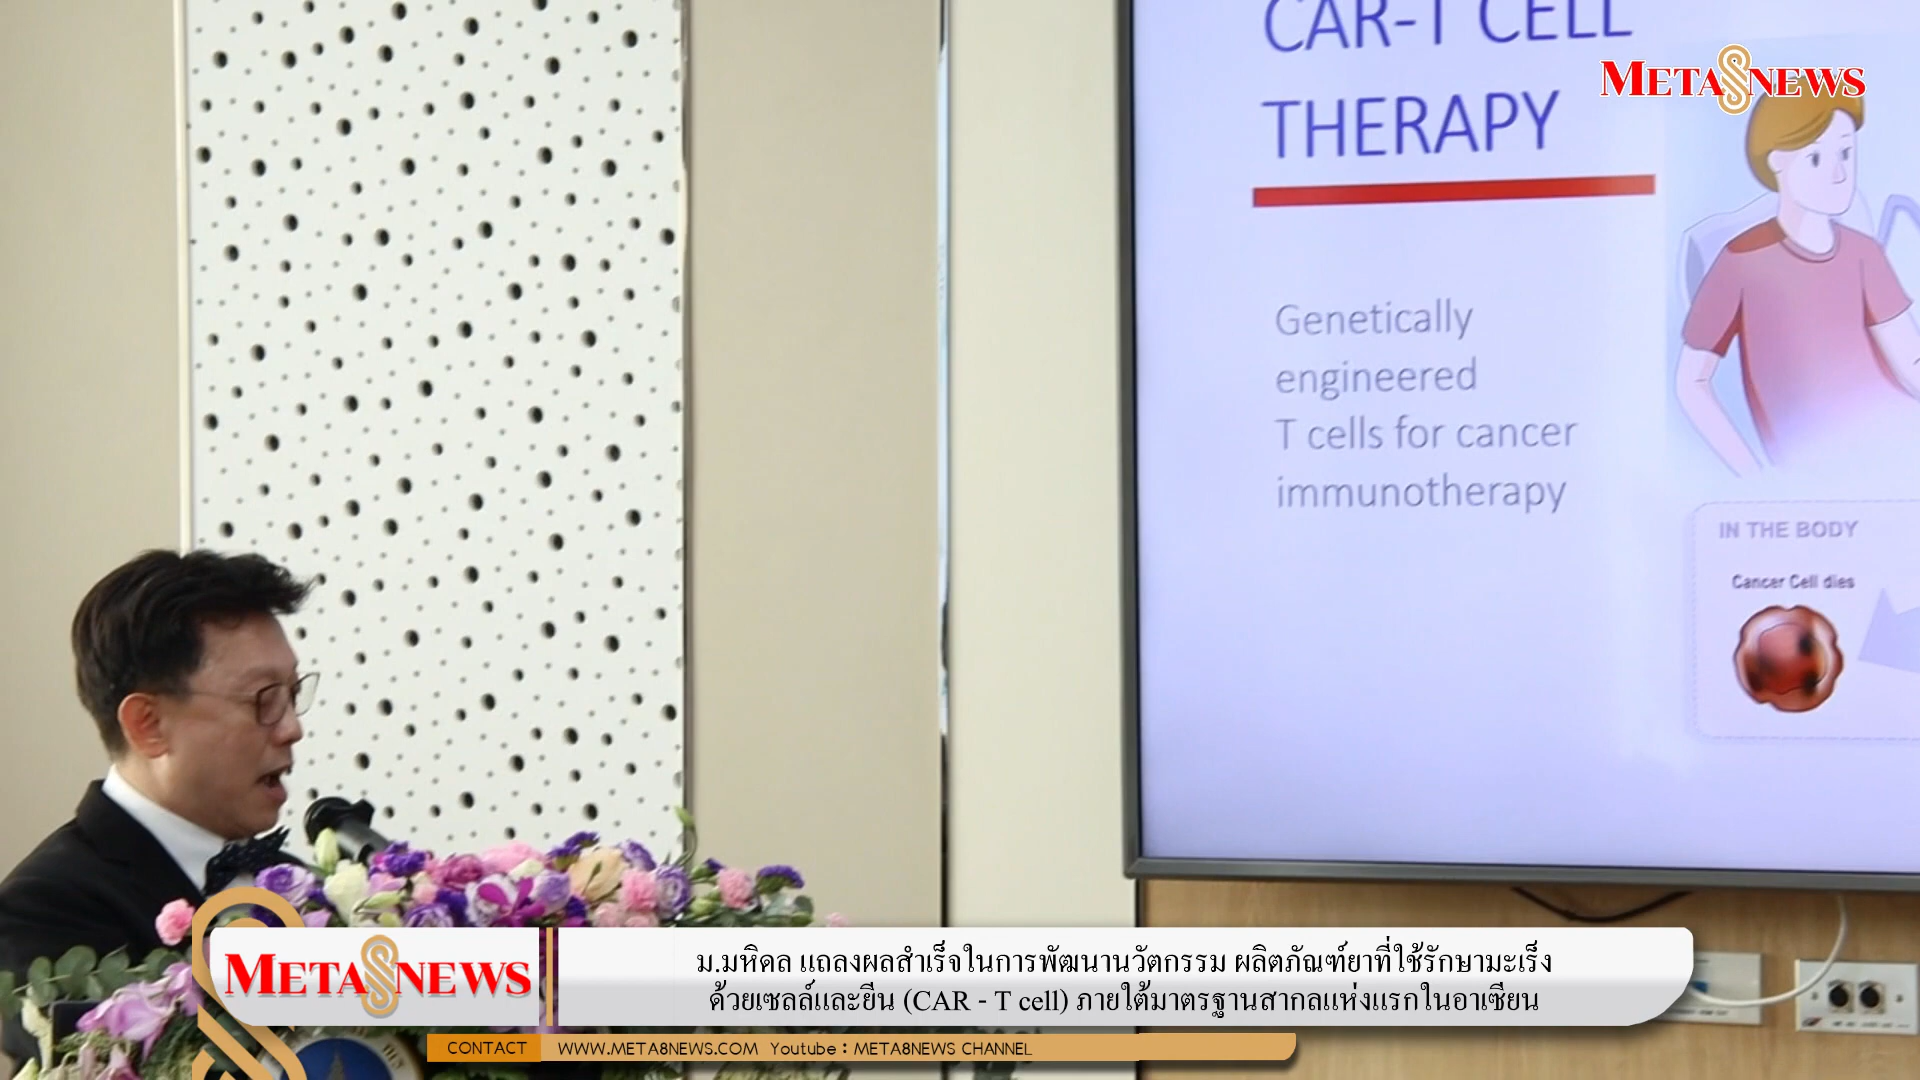 CAR-T CELL
THERAPY
META8NEWS
Genetically
engineered
T cells for cancer
immunotherapy
IN THE BODY
Cancer Cell dies
META8NEWS
ม.มหิดล แถลงผลสำเร็จในการพัฒนานวัตกรรม ผลิตภัณฑ์ยาที่ใช้รักษามะเร็ง
ด้วยเซลล์และยีน (CAR - T cell) ภายใต้มาตรฐานสากลแห่งแรกในอาเซียน
CONTACT WWW.META8NEWS.COM Youtube : META8NEWS CHANNEL